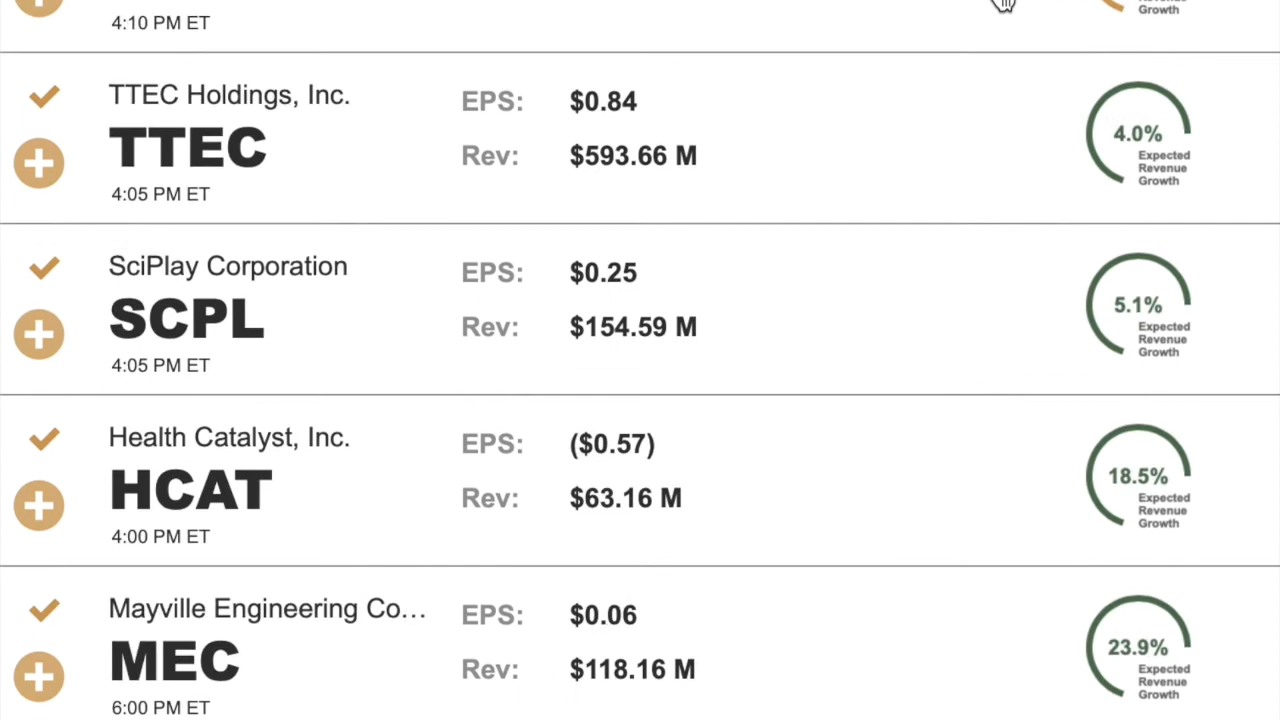 4:10 PM ET
Growth
TTEC Holdings, Inc.
TTEC
4:05 PM ET
EPS: $0.84
Rev: $593.66 M
4.0%
Expected
Revenue
Growth
SciPlay Corporation
SCPL
4:05 PM ET
EPS: $0.25
Rev: $154.59 M
5.1%
Expected
Revenue
Growth
Health Catalyst, Inc.
HCAT
4:00 PM ET
EPS: ($0.57)
Rev: $63.16 M
18.5%
Expected
Revenue
Growth
Mayville Engineering Co…
MEC
6:00 PM ET
EPS: $0.06
Rev: $118.16 M
23.9%
Expected
Revenue
Growth